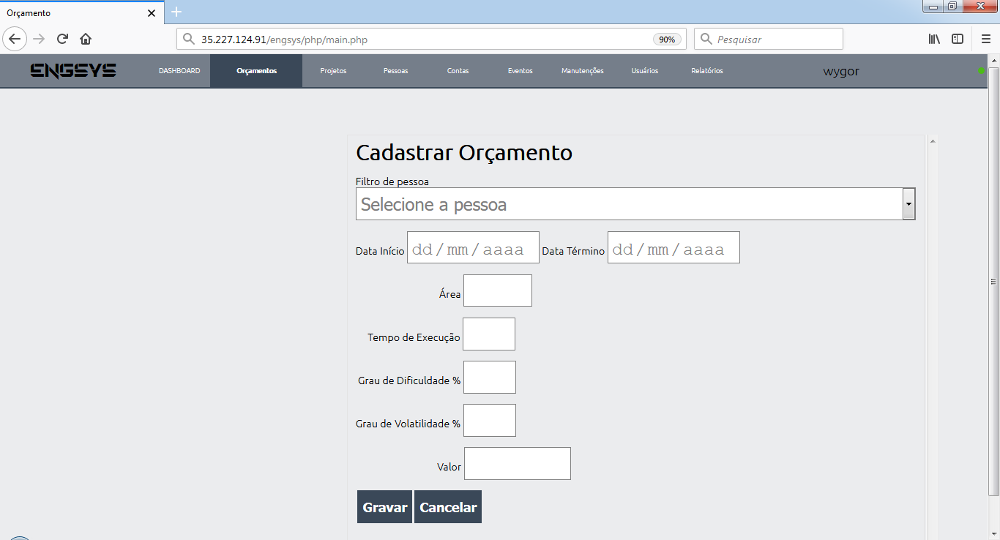 Orçamento
35.227.124.91/engsys/php/main.php 90% Pesquisar
ENGSYS DASHBOARD Orçamentos Projetos Pessoas Contas Eventos Manutenções Usuários Relatórios wygor
Cadastrar Orçamento
Filtro de pessoa
Selecione a pessoa
Data Início dd/mm/aaaa Data Término dd/mm/aaaa
Área
Tempo de Execução
Grau de Dificuldade %
Grau de Volatilidade %
Valor
Gravar Cancelar